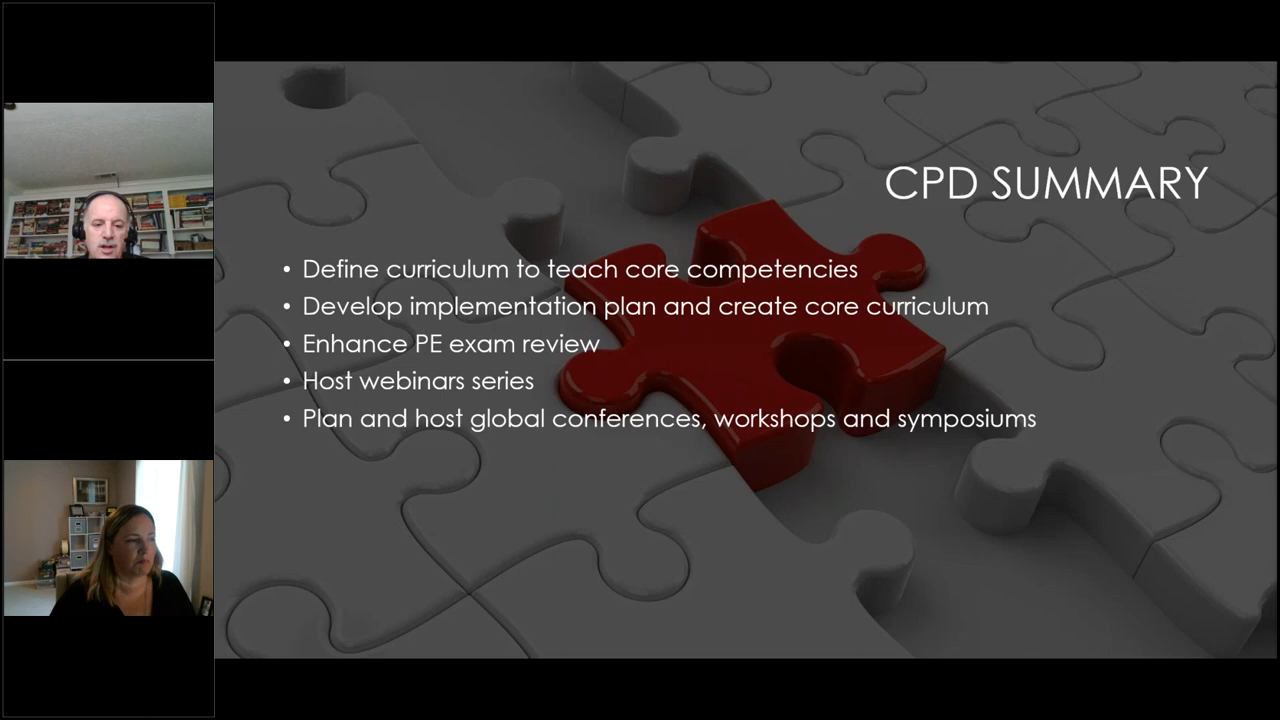 CPD SUMMARY
• Define curriculum to teach core competencies
• Develop implementation plan and create core curriculum
• Enhance PE exam review
• Host webinars series
• Plan and host global conferences, workshops and symposiums